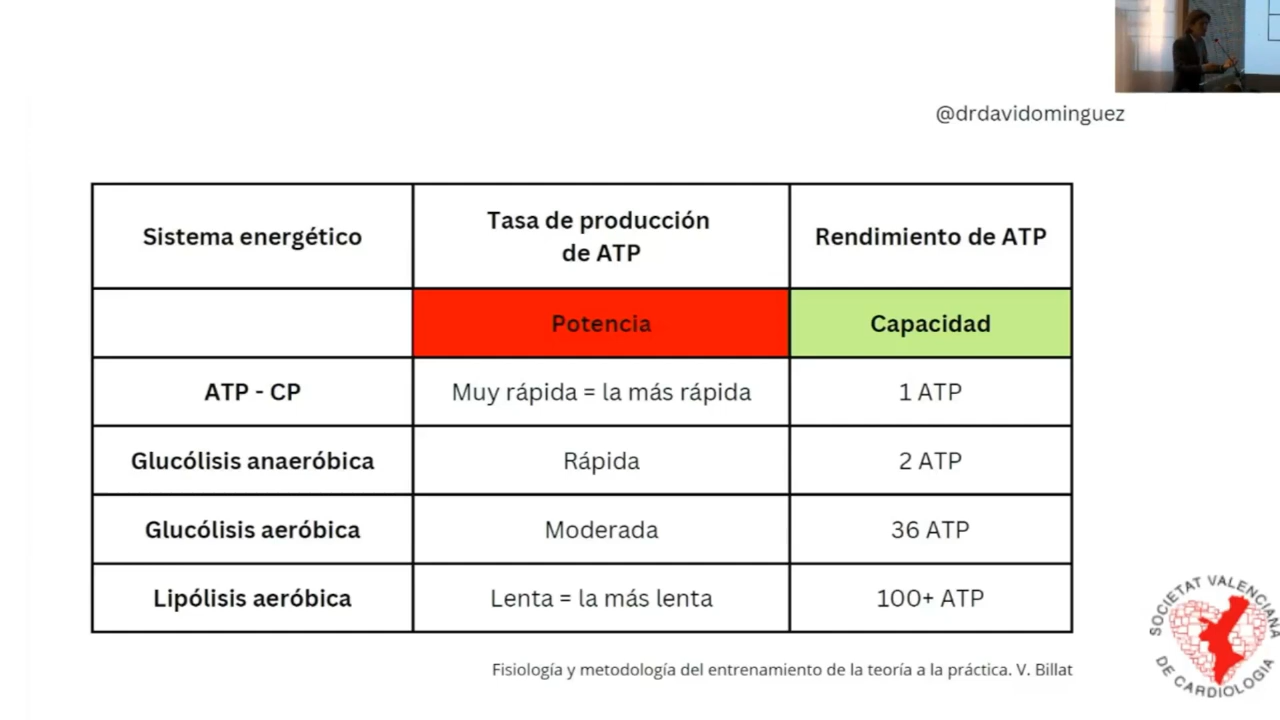 @drdavidominguez
Sistema energético
Tasa de producción
de ATP
Rendimiento de ATP
Potencia
Capacidad
ATP - CP
Muy rápida = la más rápida
1 ATP
Glucólisis anaeróbica
Rápida
2 ATP
Glucólisis aeróbica
Moderada
36 ATP
Lipólisis aeróbica
Lenta = la más lenta
100+ ATP
Fisiología y metodología del entrenamiento de la teoría a la práctica. V. Billat
SOCIETAT VALENCIANA
DE CARDIOLOGIA